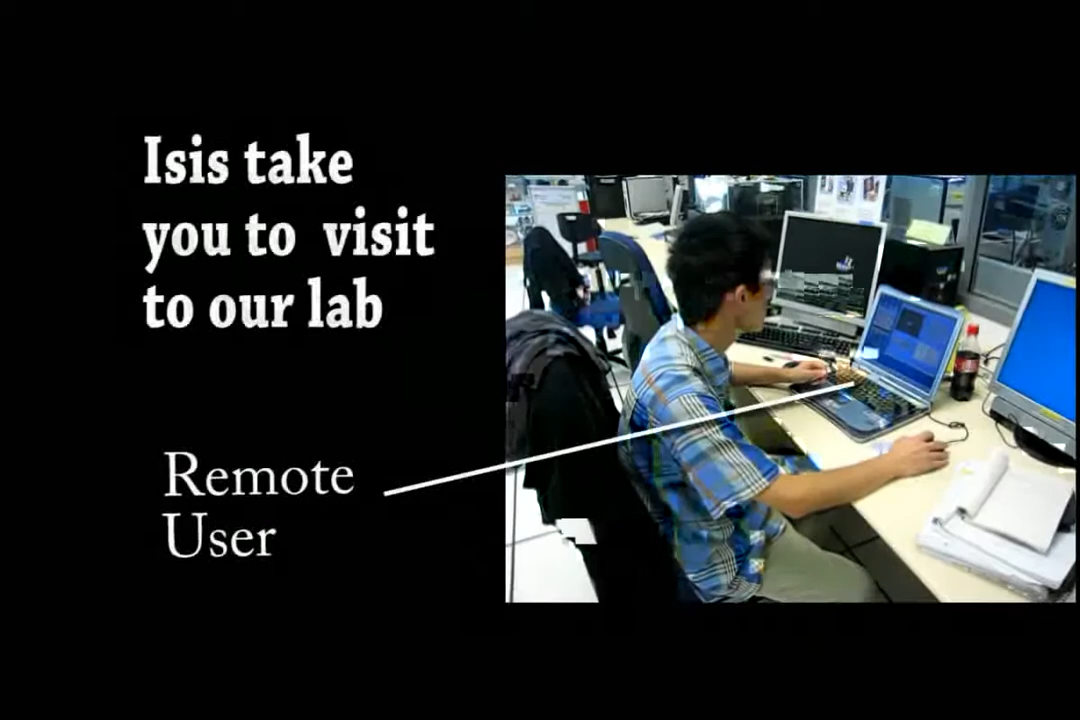 Isis take
you to visit
to our lab
Remote
User